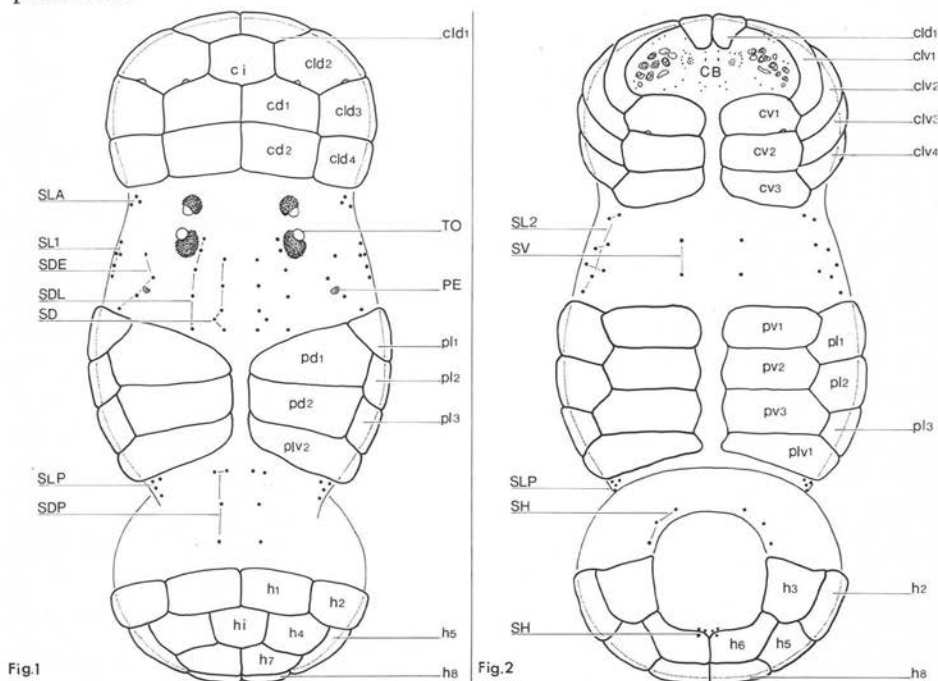 cld1
ci
cld2
cd1
cld3
cd2
cld4
SLA
TO
SL1
SDE
PE
SDL
SD
pl1
pd1
pl2
pd2
pl3
plv2
SLP
SDP
h1
h2
hi
h4
h5
h7
Fig.1
h8
cld1
clv1
CB
clv2
cv1
clv3
cv2
clv4
cv3
SL2
SV
pv1
pl1
pv2
pl2
pv3
pl3
plv1
SLP
SH
h3
h2
SH
h6
h5
Fig.2
h8